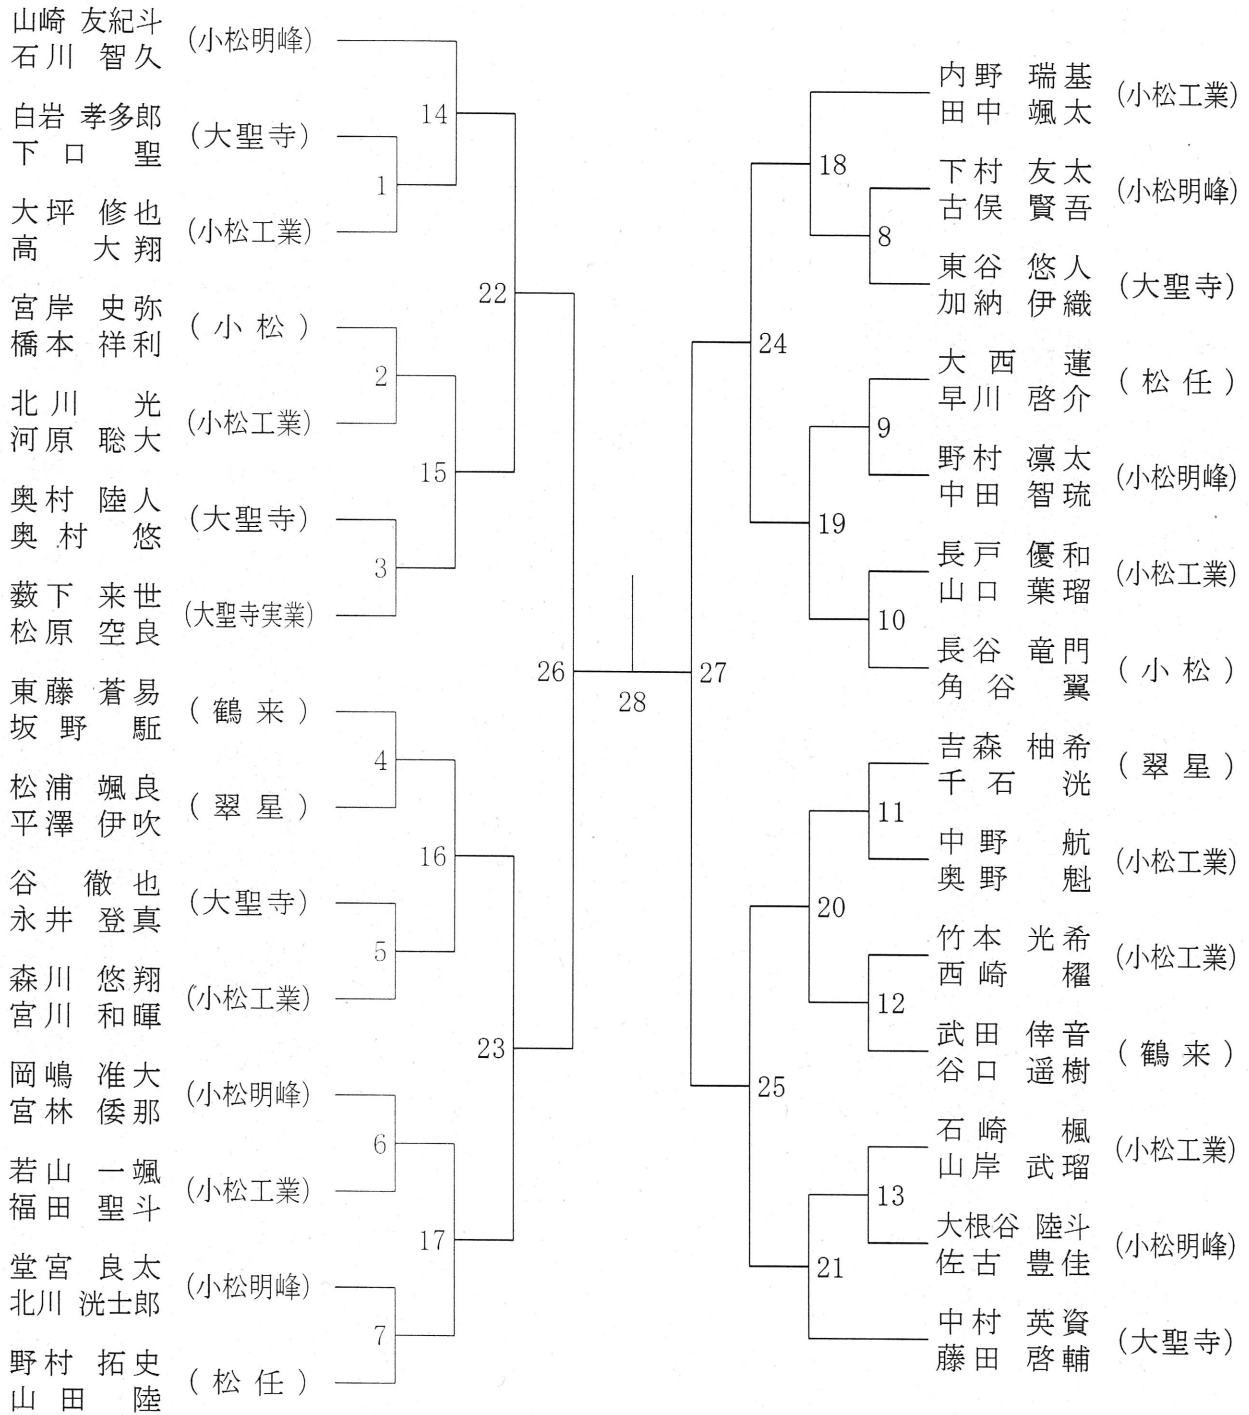 山崎 友紀斗
石川 智久
(小松明峰)
白岩 孝多郎
下口 聖
(大聖寺)
大坪 修也
高 大翔
(小松工業)
宮岸 史弥
橋本 祥利
(小松)
北川 光
河原 聡大
(小松工業)
奥村 陸人
奥村 悠
(大聖寺)
薮下 来世
松原 空良
(大聖寺実業)
東藤 蒼易
坂野 駈
(鶴来)
松浦 颯良
平澤 伊吹
(翠星)
谷 徹也
永井 登真
(大聖寺)
森川 悠翔
宮川 和暉
(小松工業)
岡嶋 准大
宮林 倭那
(小松明峰)
若山 一颯
福田 聖斗
(小松工業)
堂宮 良太
北川 洸士郎
(小松明峰)
野村 拓史
山田 陸
(松任)
14
1
22
2
15
3
26
4
16
5
23
6
17
7
28
27
24
18
8
9
19
10
11
20
12
25
13
21
内野 瑞基
田中 颯太
(小松工業)
下村 友太
古俣 賢吾
(小松明峰)
東谷 悠人
加納 伊織
(大聖寺)
大西 蓮
早川 啓介
(松任)
野村 凛太
中田 智琉
(小松明峰)
長戸 優和
山口 葉瑠
(小松工業)
長谷 竜門
角谷 翼
(小松)
吉森 柚希
千石 洸
(翠星)
中野 航
奥野 魁
(小松工業)
竹本 光希
西崎 櫂
(小松工業)
武田 倖音
谷口 遥樹
(鶴来)
石崎 楓
山岸 武瑠
(小松工業)
大根谷 陸斗
佐古 豊佳
(小松明峰)
中村 英資
藤田 啓輔
(大聖寺)